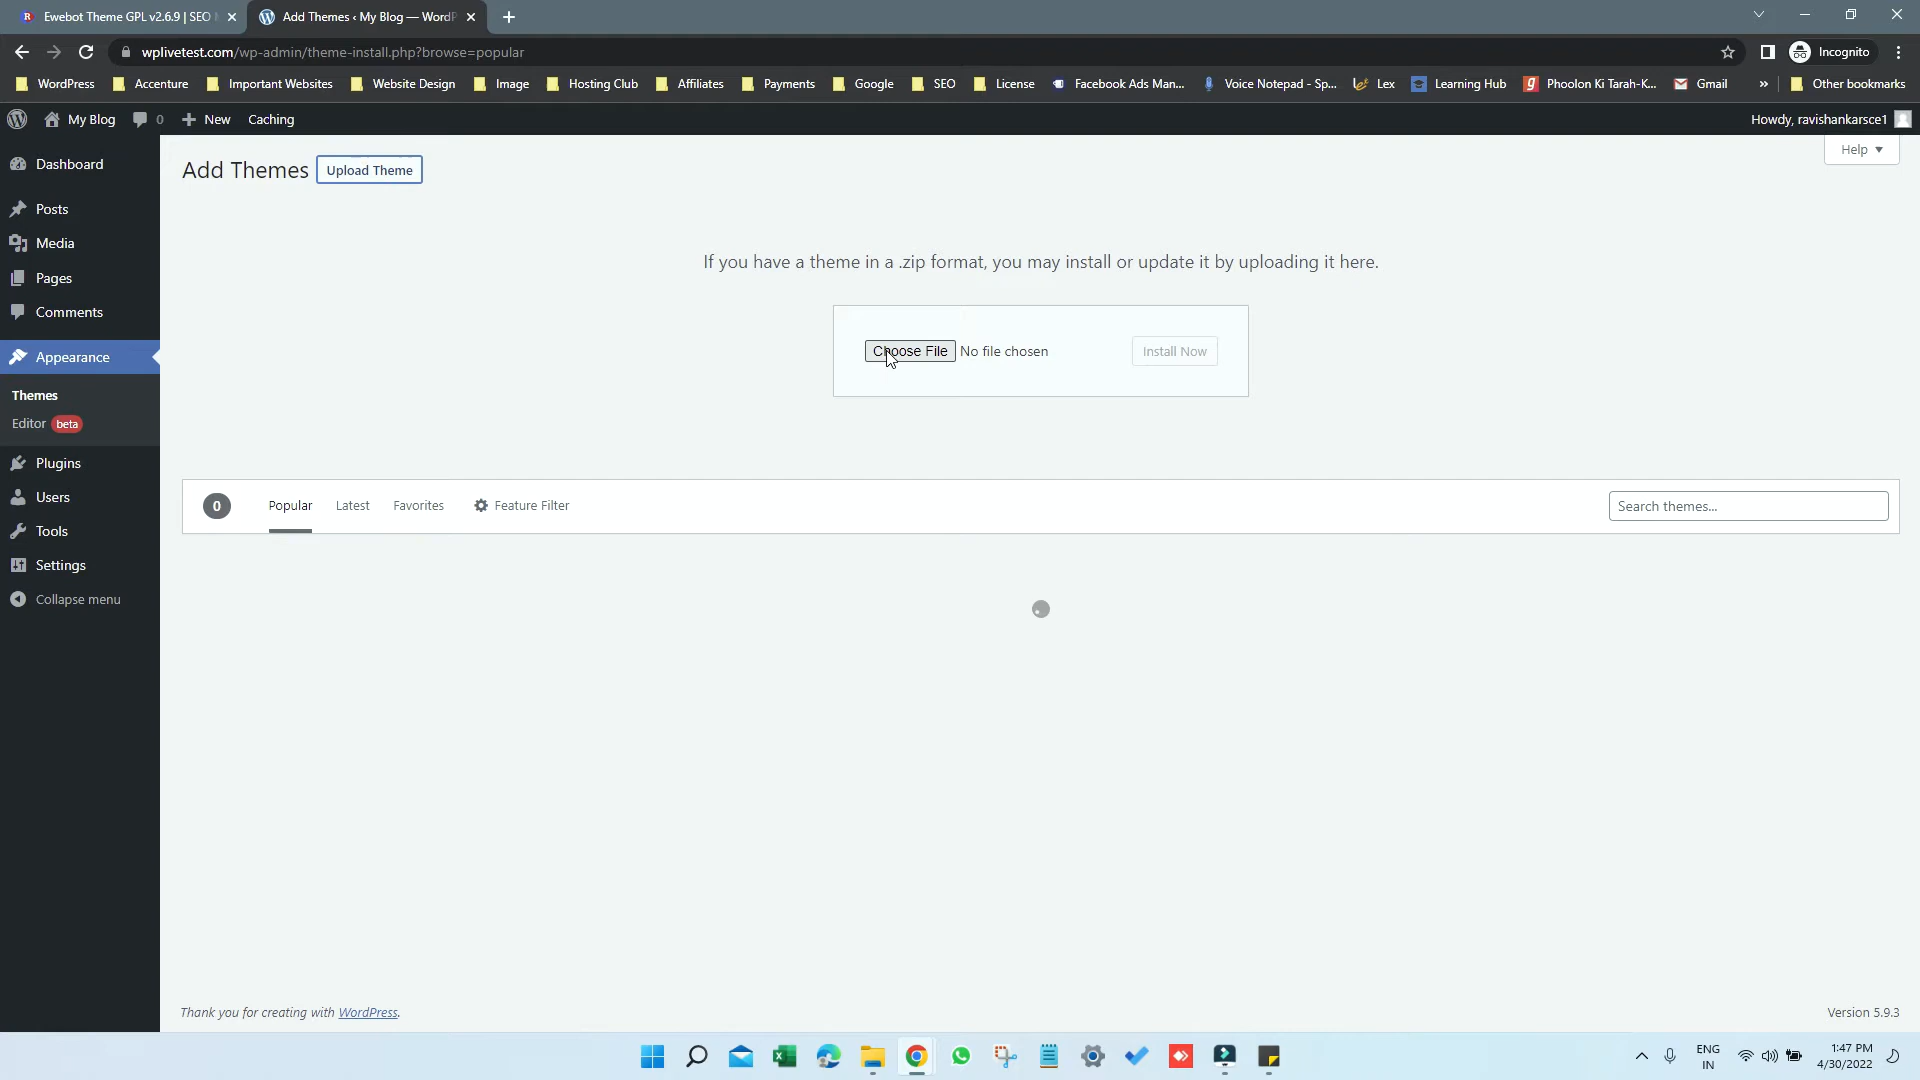 Ewebot Theme GPL v2.6.9 | SEO
Add Themes ‹ My Blog — WordP
wplivetest.com/wp-admin/theme-install.php?browse=popular
Incognito
WordPress
Accenture
Important Websites
Website Design
Image
Hosting Club
Affiliates
Payments
Google
SEO
License
Facebook Ads Man...
Voice Notepad - Sp...
Lex
Learning Hub
Phoolon Ki Tarah-K...
Gmail
»
Other bookmarks
My Blog
0
New
Caching
Howdy, ravishankarsce1
Dashboard
Posts
Media
Pages
Comments
Appearance
Themes
Editor beta
Plugins
Users
Tools
Settings
Collapse menu
Add Themes
Upload Theme
Help
If you have a theme in a .zip format, you may install or update it by uploading it here.
Choose File No file chosen
Install Now
0
Popular
Latest
Favorites
Feature Filter
Search themes...
Thank you for creating with WordPress.
Version 5.9.3
ENG
IN
1:47 PM
4/30/2022